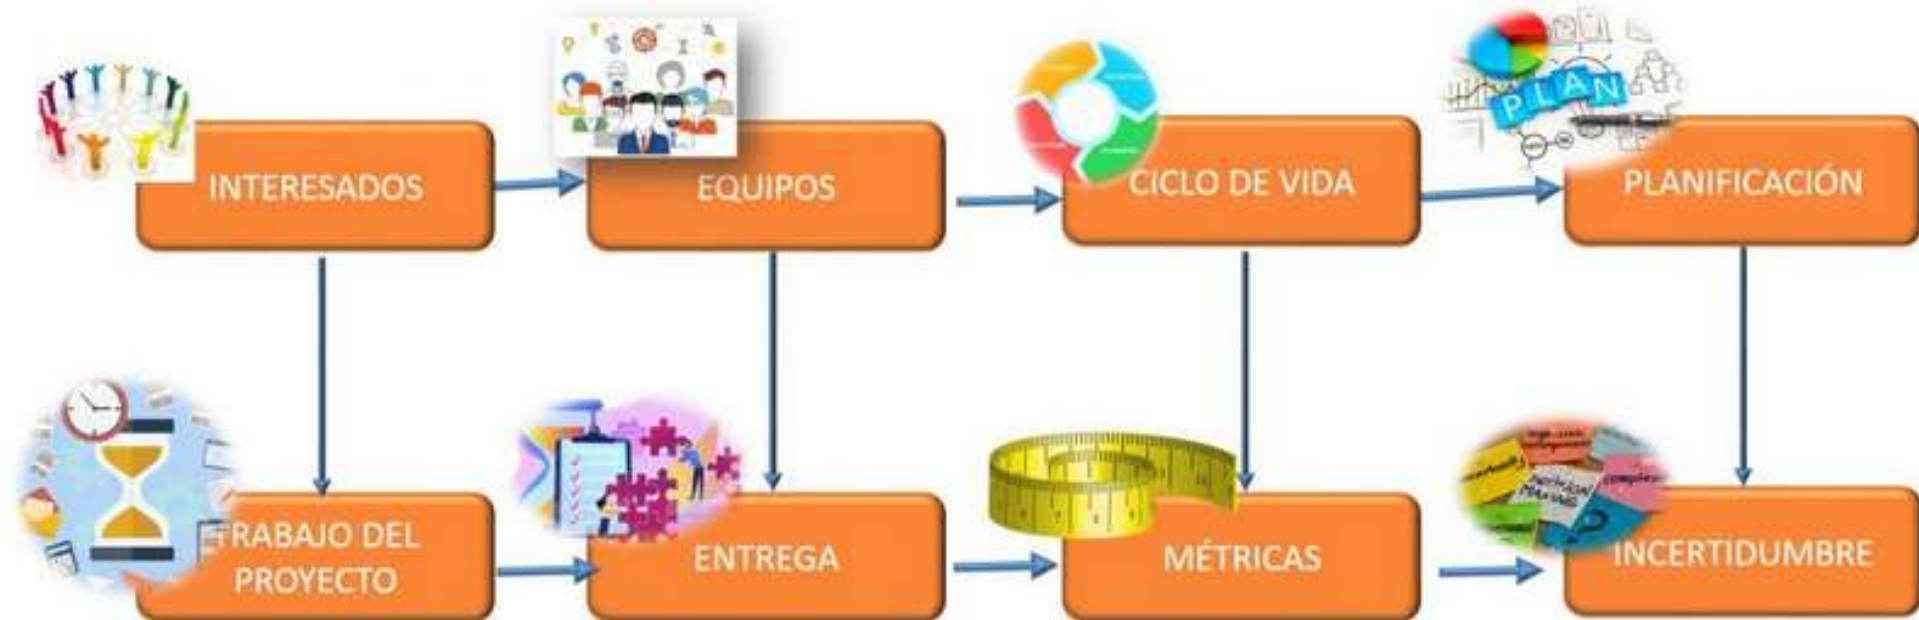 PLAN
INTERESADOS
EQUIPOS
CICLO DE VIDA
PLANIFICACIÓN
TRABAJO DEL
PROYECTO
ENTREGA
MÉTRICAS
INCERTIDUMBRE